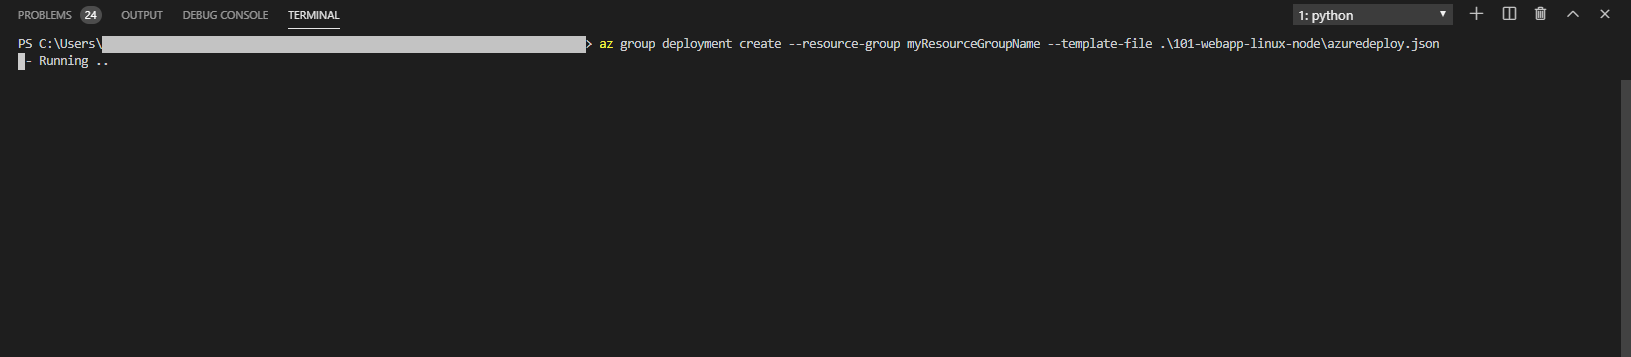 PROBLEMS 24 OUTPUT DEBUG CONSOLE TERMINAL 1: python
PS C:\Users\> az group deployment create --resource-group myResourceGroupName --template-file .\101-webapp-linux-node\azuredeploy.json
- Running ..